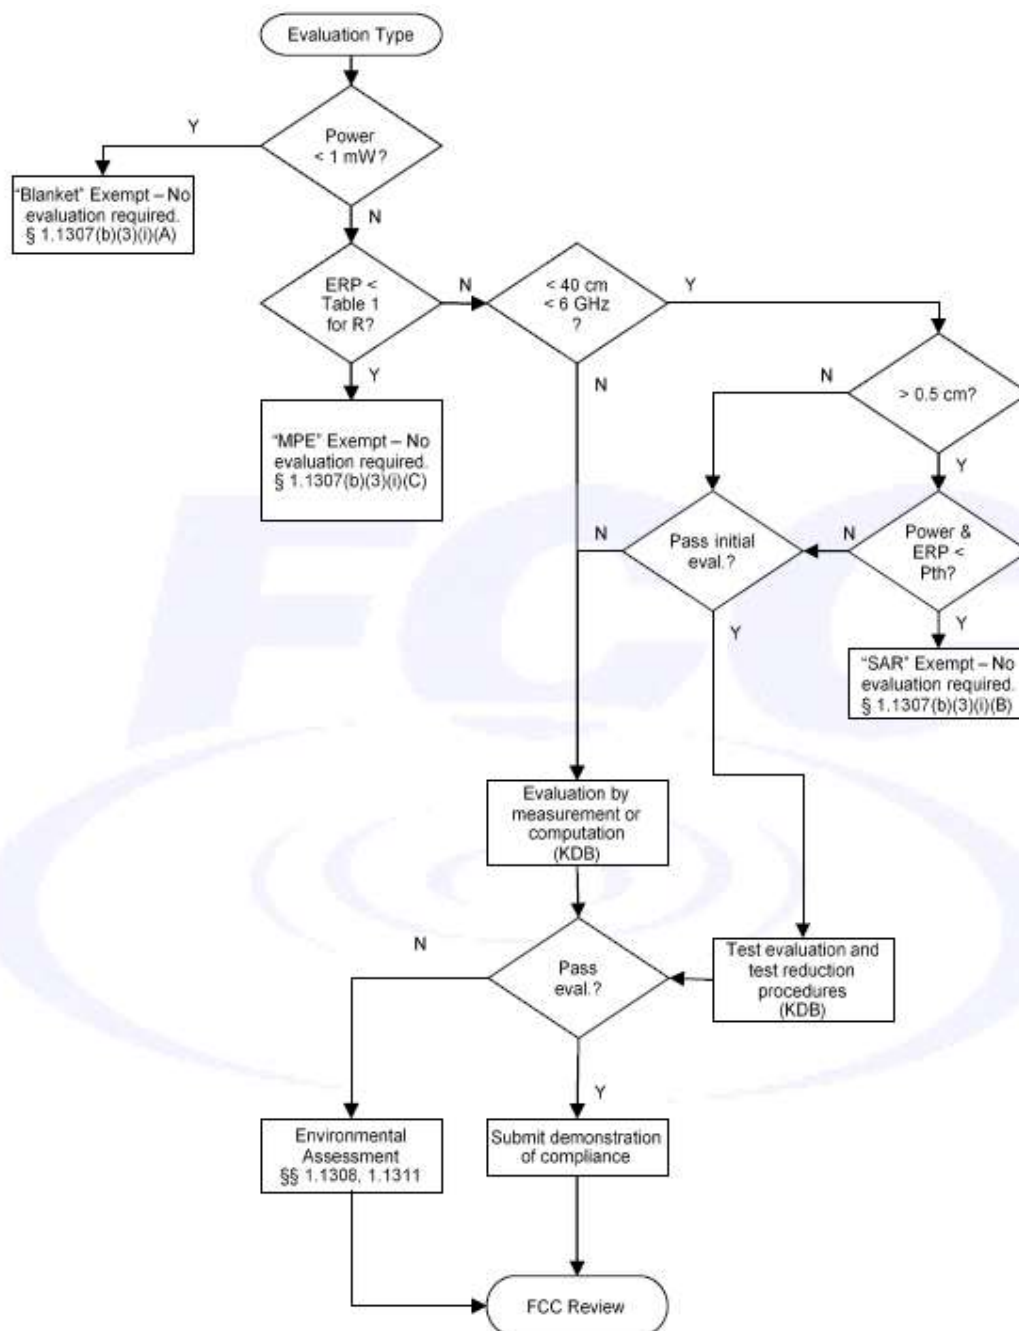 Evaluation Type
Power
< 1 mW?
Y
N
“Blanket” Exempt – No
evaluation required.
§ 1.1307(b)(3)(i)(A)
ERP <
Table 1
for R?
N
Y
< 40 cm
< 6 GHz
?
Y
N
> 0.5 cm?
N
Y
“MPE” Exempt – No
evaluation required.
§ 1.1307(b)(3)(i)(C)
Pass initial
eval.?
N
Y
Power &
ERP <
Pth?
N
Y
“SAR” Exempt – No
evaluation required.
§ 1.1307(b)(3)(i)(B)
Evaluation by
measurement or
computation
(KDB)
Test evaluation and
test reduction
procedures
(KDB)
Pass
eval.?
N
Y
Environmental
Assessment
§§ 1.1308, 1.1311
Submit demonstration
of compliance
FCC Review
FCC